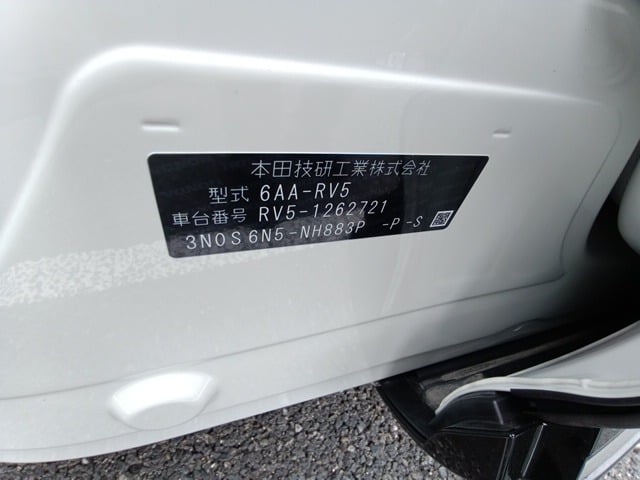 本田技研工業株式会社
型式 6AA-RV5
車台番号 RV5-1262721
3N0S6N5-NH883P -P-S